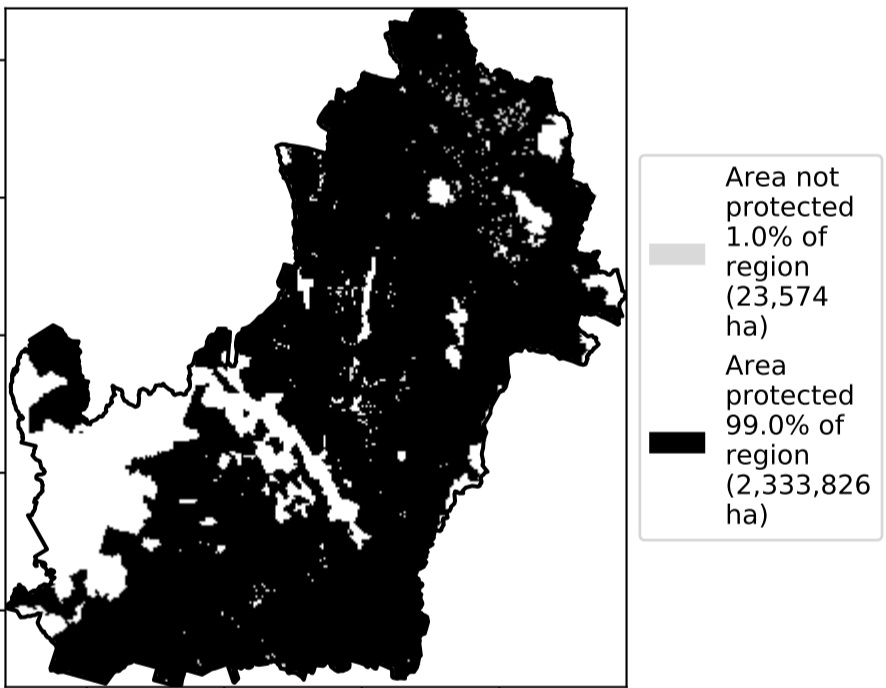 Area not
protected
1.0% of
region
(23,574
ha)
Area
protected
99.0% of
region
(2,333,826
ha)